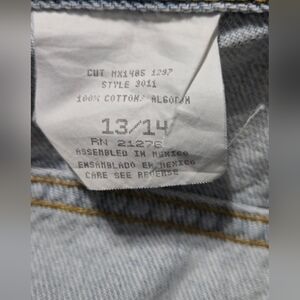 CUT MX1485 1297
STYLE 3011
100% COTTON/ALGODON
13/14
RN 21276
ASSEMBLED IN MEXICO
ENSAMBLADO EN MEXICO
CARE SEE REVERSE